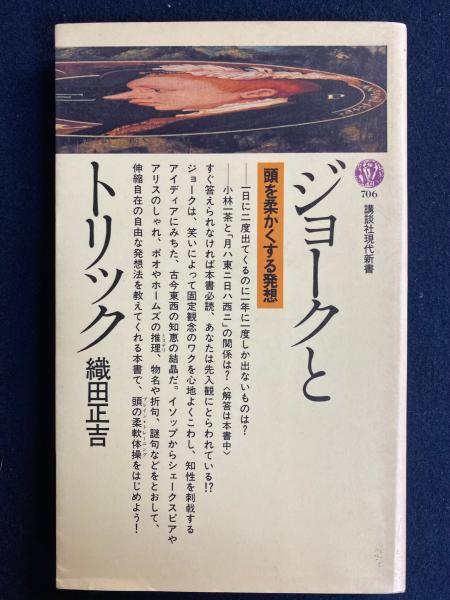 706
講談社現代新書
ジョークと
トリック
織田正吉
頭を柔かくする発想
──一日に二度出てくるのに一年に一度しか出ないものは?
──小林一茶と「月ハ東ニ日ハ西ニ」の関係は?〈解答は本書中〉
すぐ答えられなければ本書必読、あなたは先入観にとらわれている!?
ジョークは、笑いによって固定観念のワクを心地よくこわし、知性を刺戟する
アイディアにみちた、古今東西の知恵の結晶だ。イソップからシェークスピアや
アリスのしゃれ、ポオやホームズの推理、物名や折句、謎句などをとおして、
伸縮自在の自由な発想法を教えてくれる本書で、頭の柔軟体操をはじめよう!